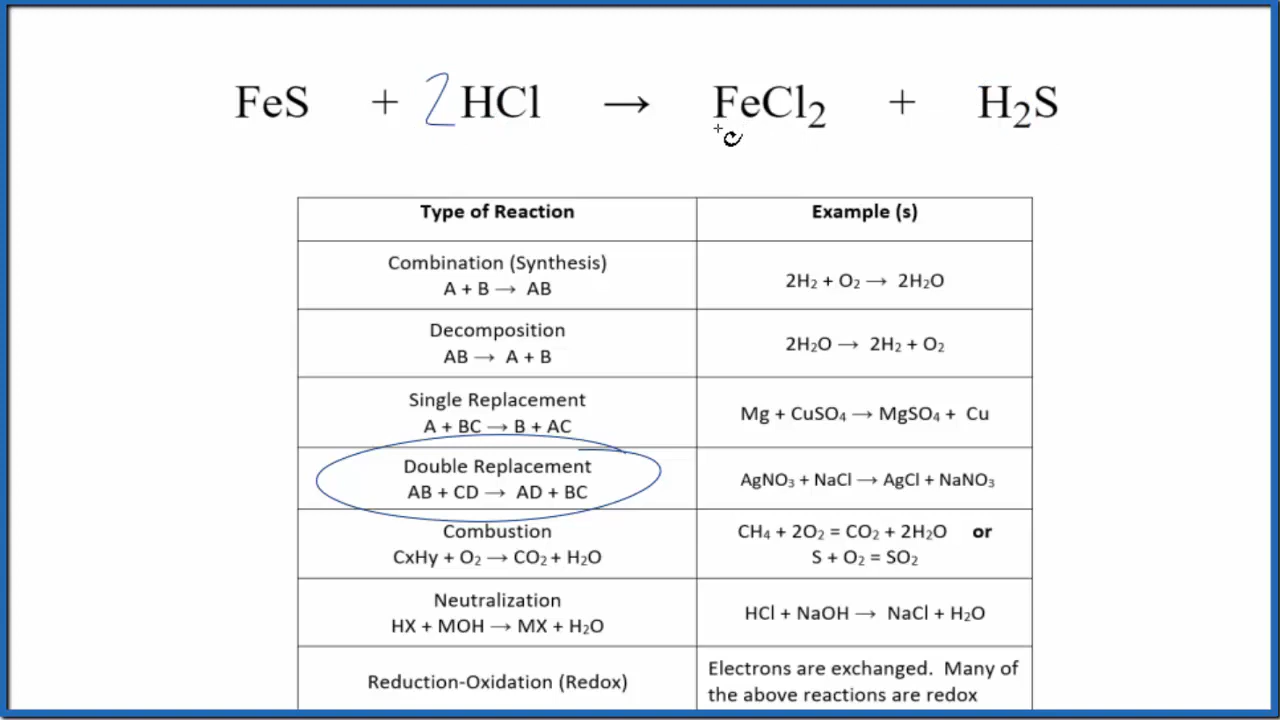 FeS + 2HCl → FeCl₂ + H₂S
Type of Reaction Example (s)
Combination (Synthesis)
A + B → AB
2H₂ + O₂ → 2H₂O
Decomposition
AB → A + B
2H₂O → 2H₂ + O₂
Single Replacement
A + BC → B + AC
Mg + CuSO₄ → MgSO₄ + Cu
Double Replacement
AB + CD → AD + BC
AgNO₃ + NaCl → AgCl + NaNO₃
Combustion
CxHy + O₂ → CO₂ + H₂O
CH₄ + 2O₂ = CO₂ + 2H₂O or
S + O₂ = SO₂
Neutralization
HX + MOH → MX + H₂O
HCl + NaOH → NaCl + H₂O
Reduction-Oxidation (Redox)
Electrons are exchanged. Many of
the above reactions are redox